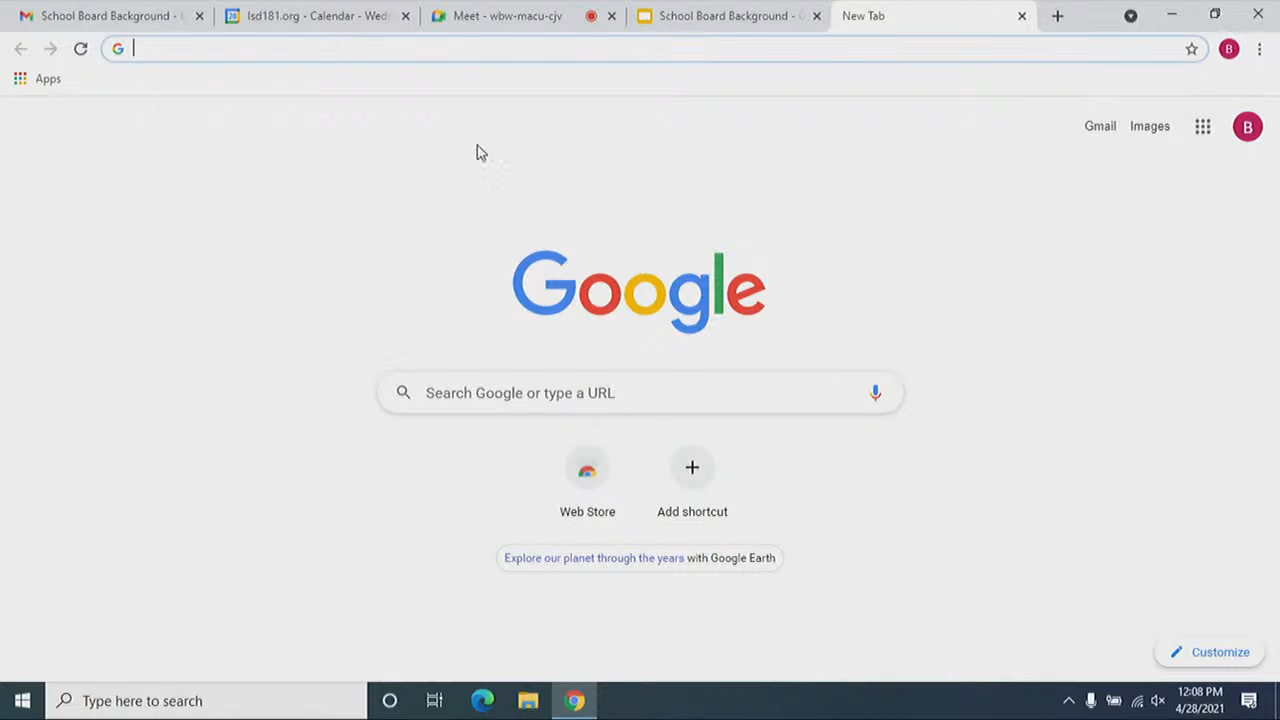 School Board Background -
lsd181.org - Calendar - Wed
Meet - wbw-macu-cjv
School Board Background -
New Tab
B
Apps
Gmail
Images
B
Google
Search Google or type a URL
Web Store
Add shortcut
Explore our planet through the years with Google Earth
Customize
Type here to search
12:08 PM
4/28/2021